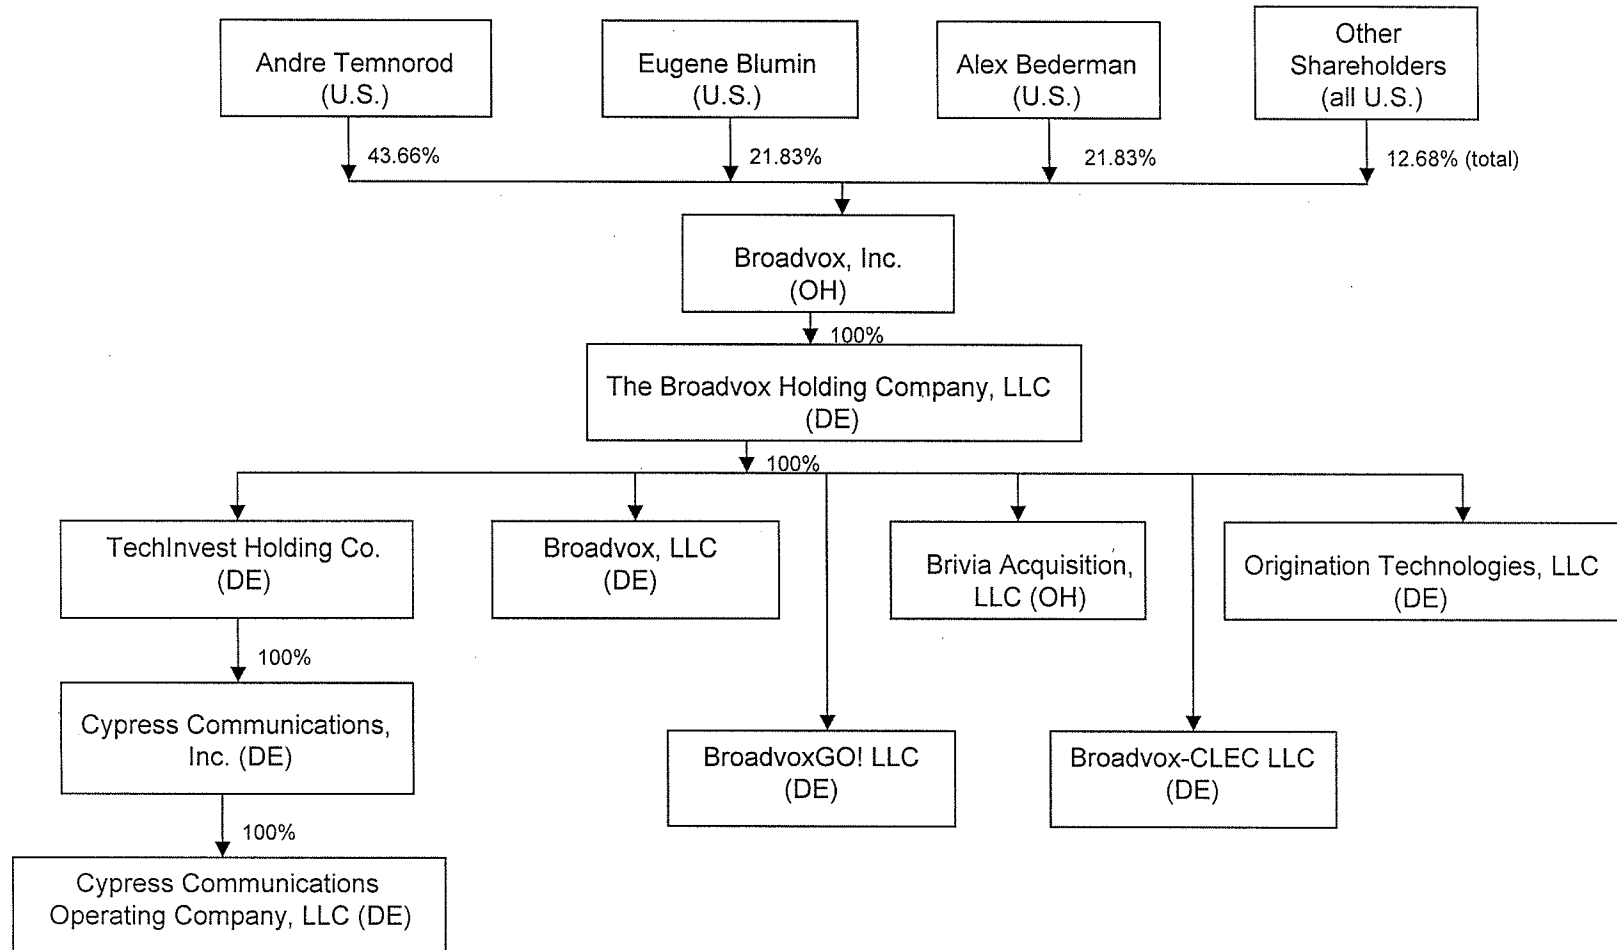 Andre Temnorod
(U.S.)
Eugene Blumin
(U.S.)
Alex Bederman
(U.S.)
Other
Shareholders
(all U.S.)
43.66%
21.83%
21.83%
12.68% (total)
Broadvox, Inc.
(OH)
100%
The Broadvox Holding Company, LLC
(DE)
100%
TechInvest Holding Co.
(DE)
Broadvox, LLC
(DE)
Brivia Acquisition,
LLC (OH)
Origination Technologies, LLC
(DE)
100%
Cypress Communications,
Inc. (DE)
BroadvoxGO! LLC
(DE)
Broadvox-CLEC LLC
(DE)
100%
Cypress Communications
Operating Company, LLC (DE)